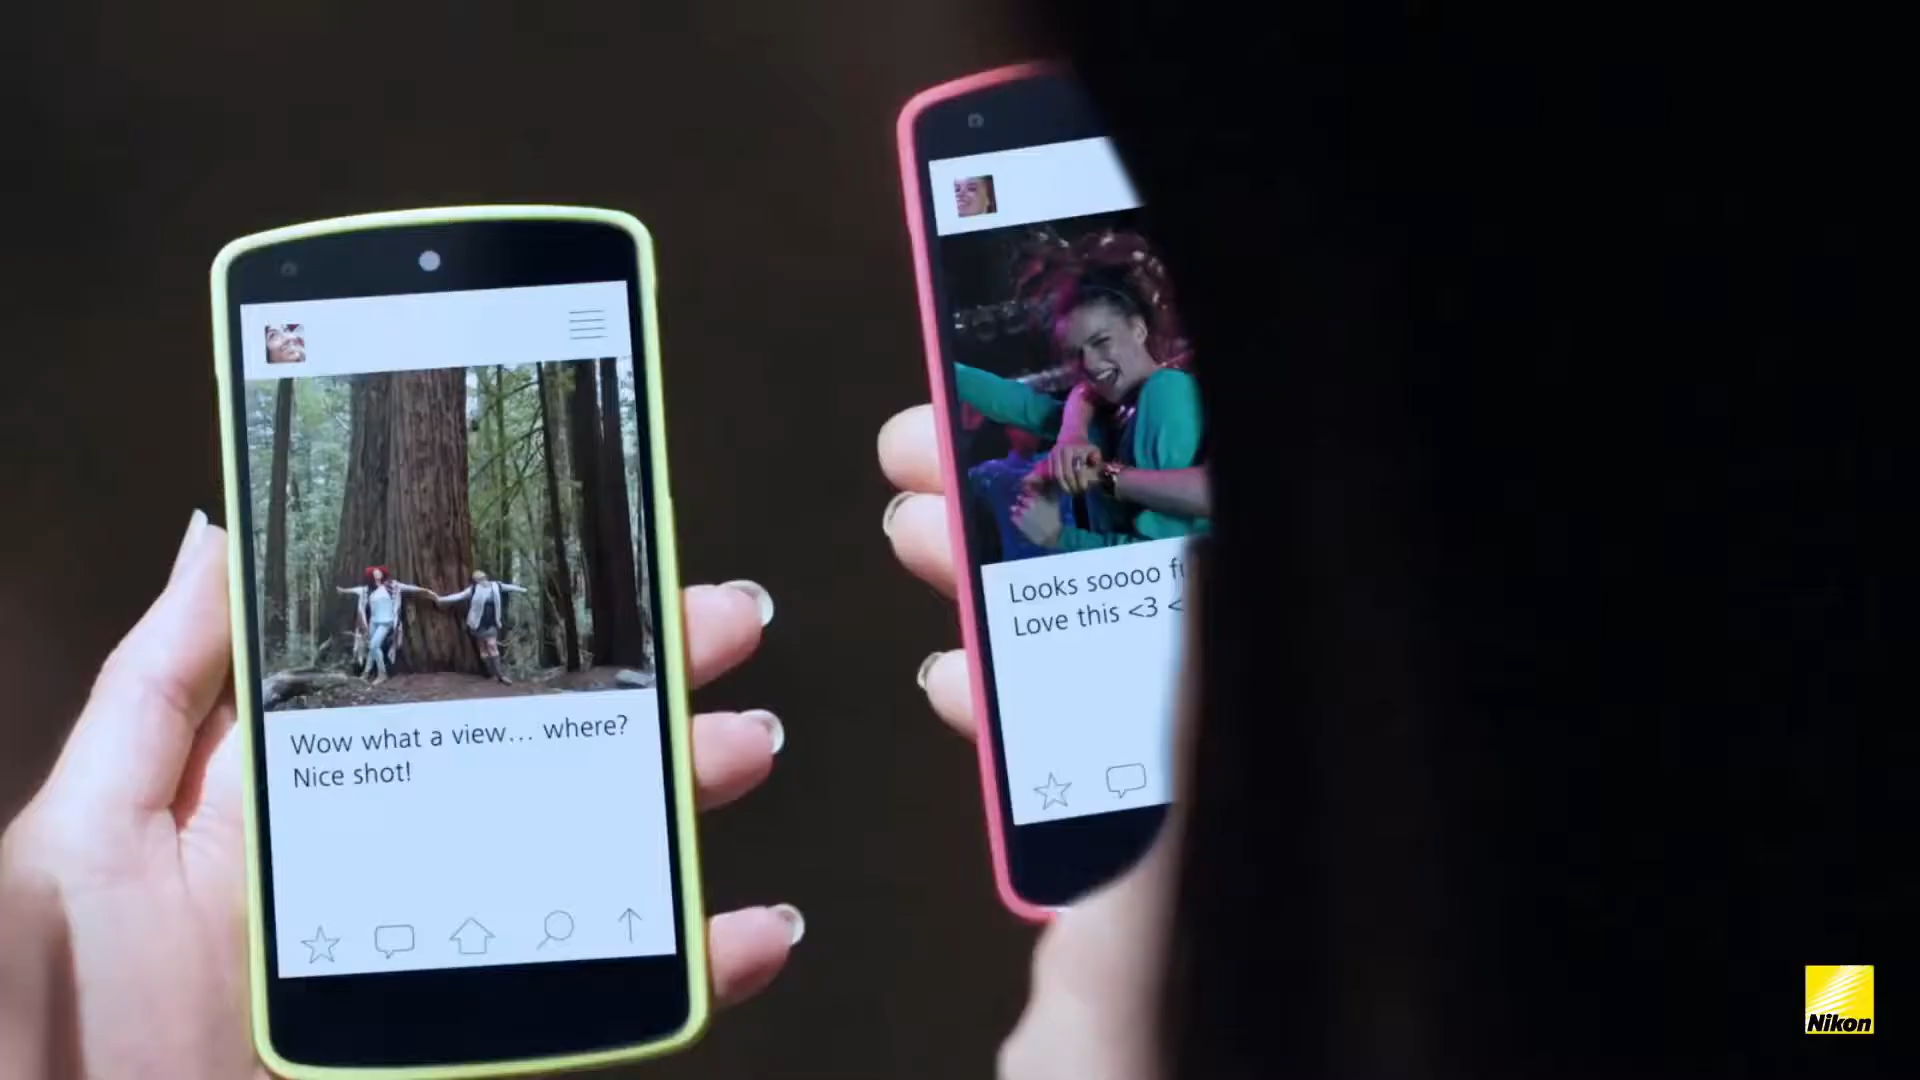 Wow what a view... where?
Nice shot!
Looks soooo
Love this <3 <
Nikon